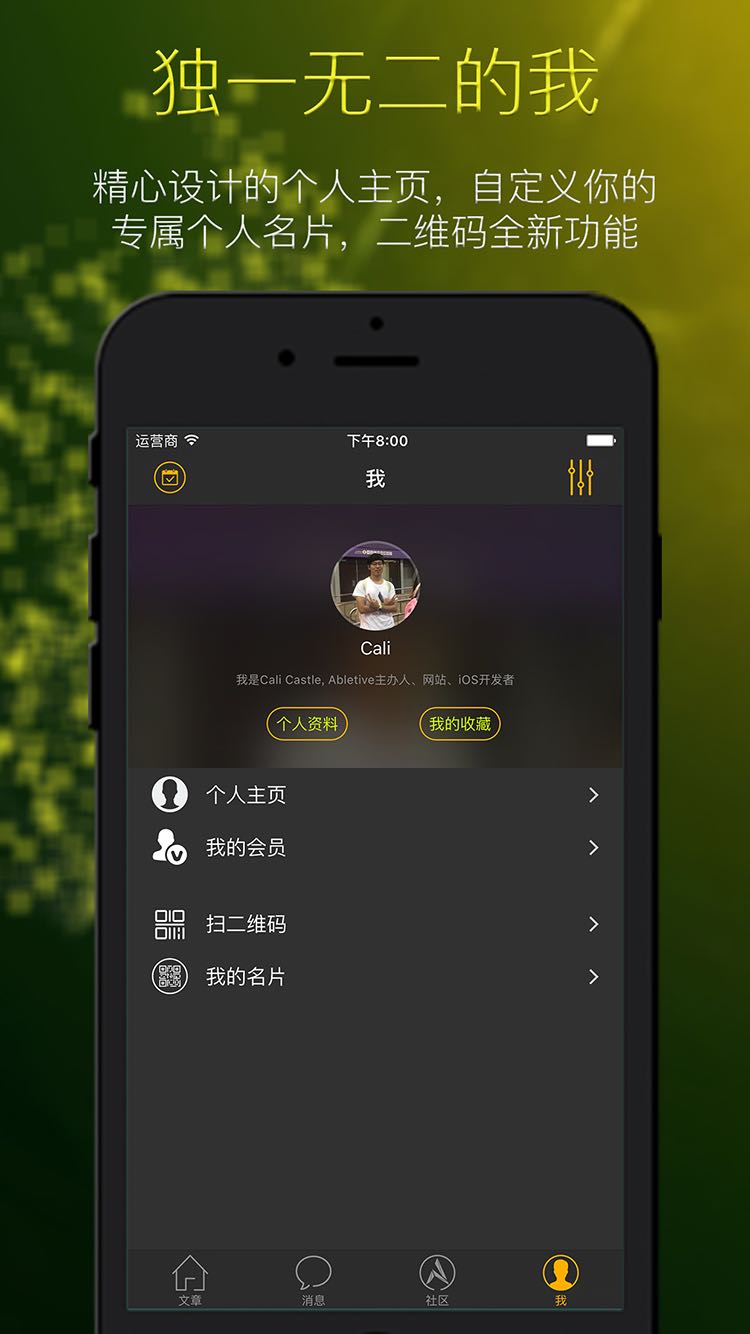 独一无二的我
精心设计的个人主页，自定义你的
专属个人名片，二维码全新功能
运营商 下午8:00
我
Cali
我是Cali Castle, Abletive主办人、网站、iOS开发者
个人资料 我的收藏
个人主页
我的会员
扫二维码
我的名片
文章 消息 社区 我